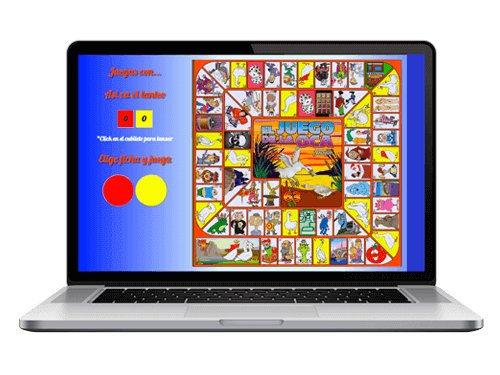 Juegas con...
Así va el tanteo
0 0
*Click en el cubilete para lanzar
Elige ficha y juega
EL JUEGO
DE LA OCA